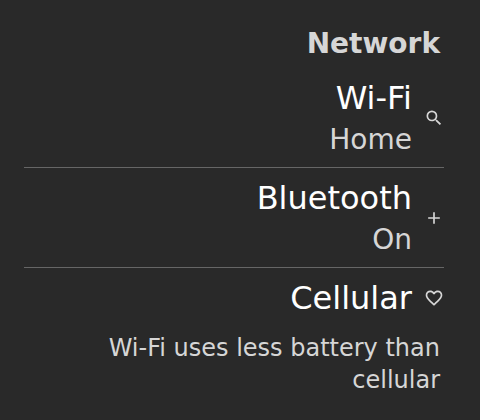 Network
Wi-Fi
Home
Bluetooth
On
Cellular
Wi-Fi uses less battery than
cellular